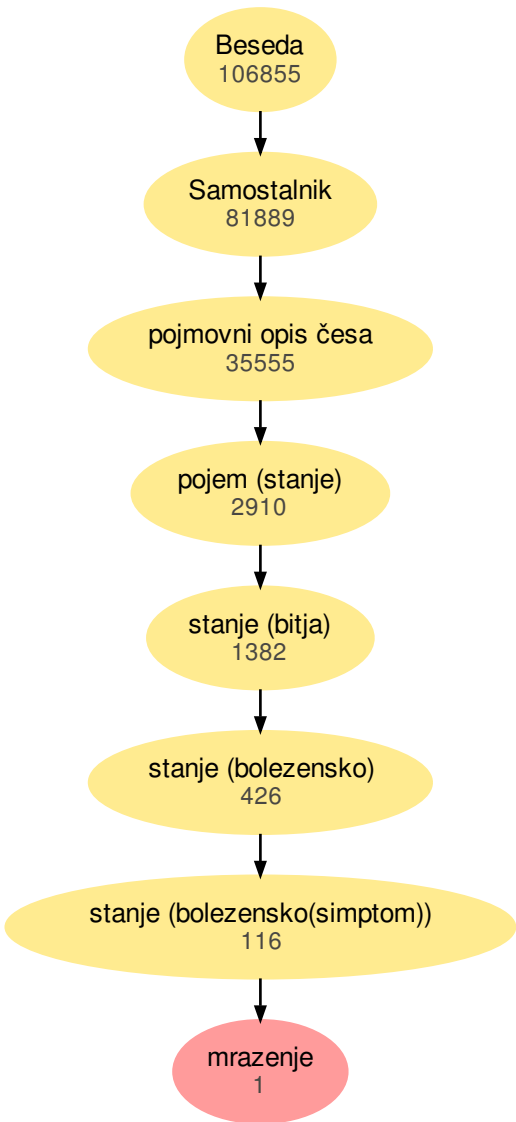 Beseda
106855
Samostalnik
81889
pojmovni opis česa
35555
pojem (stanje)
2910
stanje (bitja)
1382
stanje (bolezensko)
426
stanje (bolezensko(simptom))
116
mrazenje
1